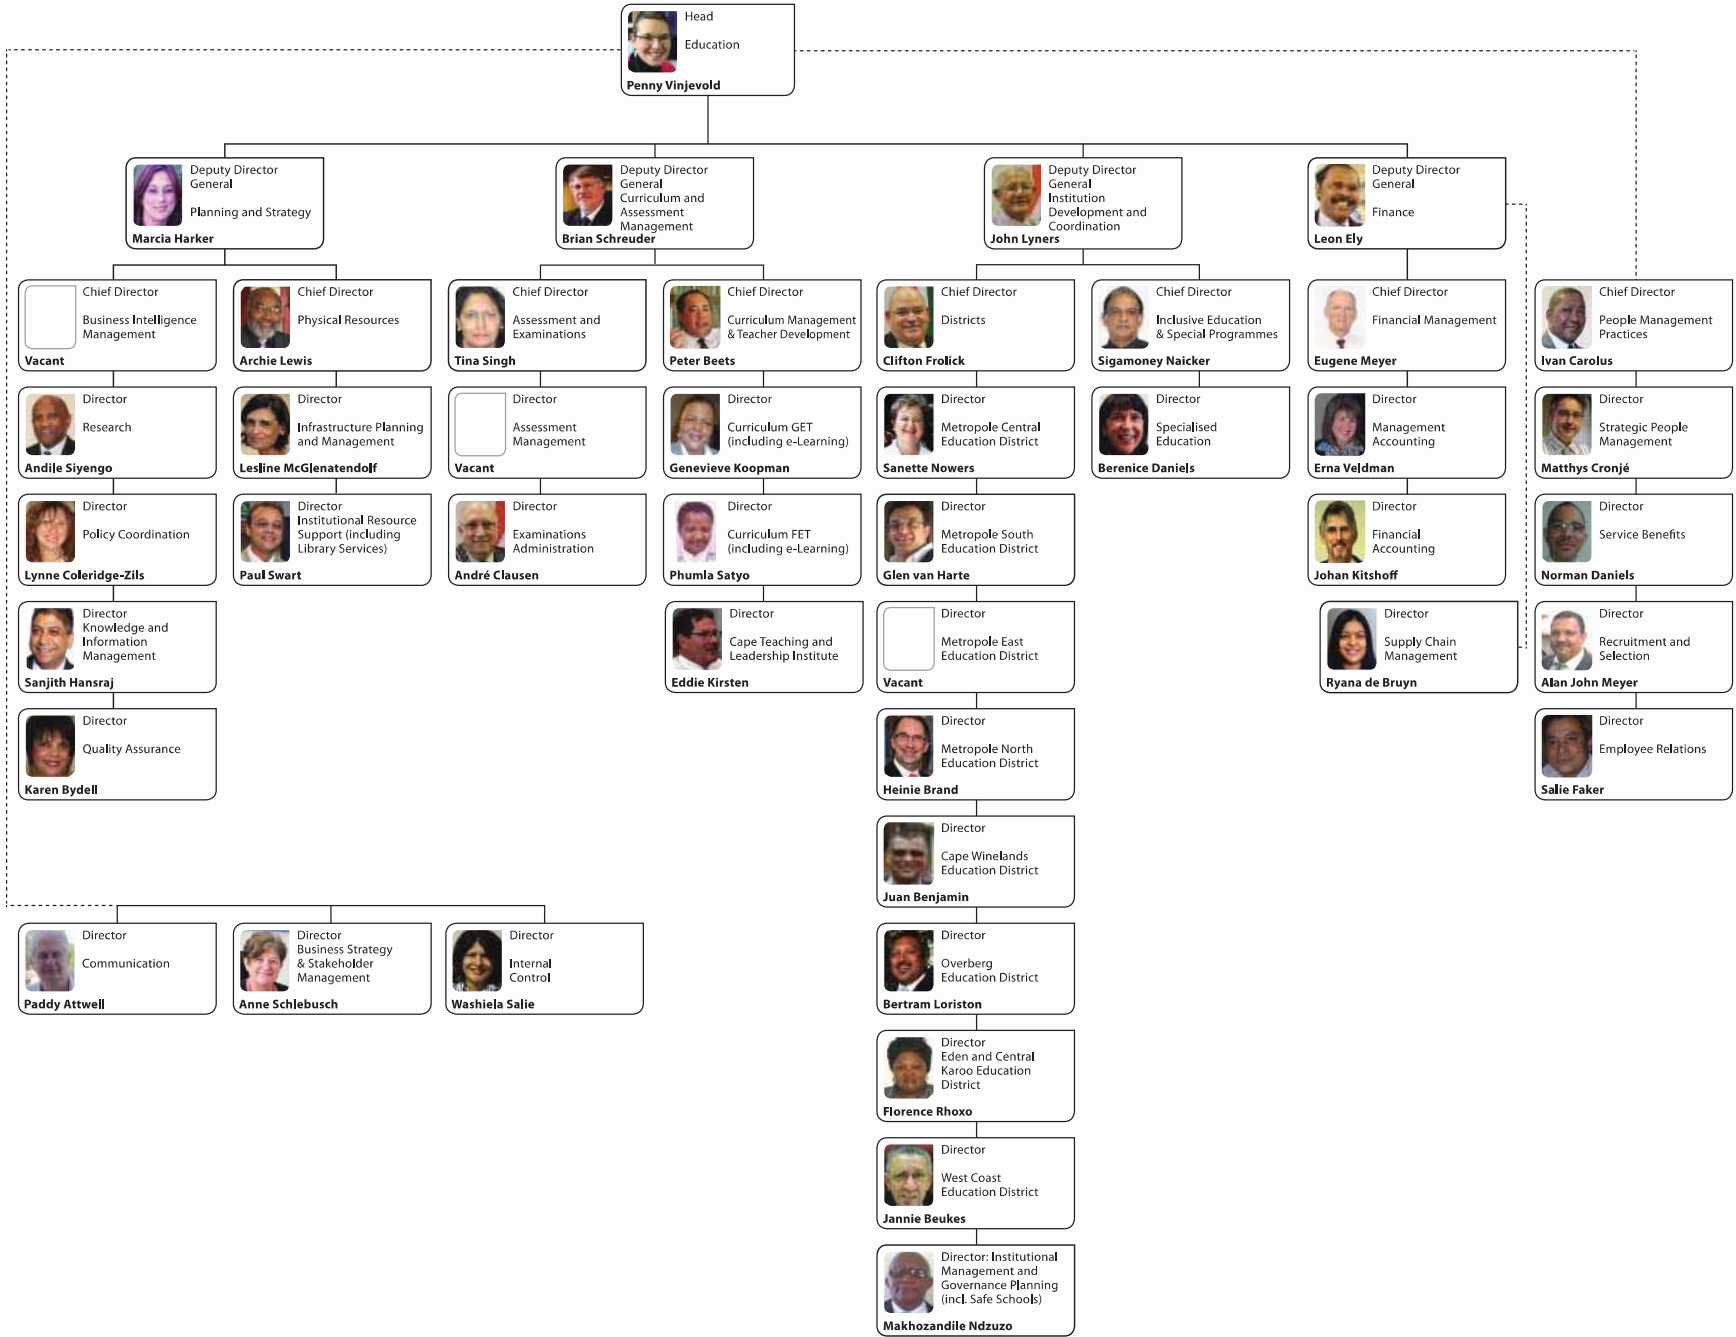 Head
Education
Penny Vinjevold
Deputy Director
General
Planning and Strategy
Marcia Harker
Deputy Director
General
Curriculum and
Assessment
Management
Brian Schreuder
Deputy Director
General
Institution
Development and
Coordination
John Lyners
Deputy Director
General
Finance
Leon Ely
Chief Director
Business Intelligence
Management
Vacant
Chief Director
Physical Resources
Archie Lewis
Chief Director
Assessment and
Examinations
Tina Singh
Chief Director
Curriculum Management
& Teacher Development
Peter Beets
Chief Director
Districts
Clifton Frolick
Chief Director
Inclusive Education
& Special Programmes
Sigamoney Naicker
Chief Director
Financial Management
Eugene Meyer
Chief Director
People Management
Practices
Ivan Carolus
Director
Research
Andile Siyengo
Director
Infrastructure Planning
and Management
Lesline McGlenatendolf
Director
Assessment
Management
Vacant
Director
Curriculum GET
(including e-Learning)
Genevieve Koopman
Director
Metropole Central
Education District
Sanette Nowers
Director
Specialised
Education
Berenice Daniels
Director
Management
Accounting
Erna Veldman
Director
Strategic People
Management
Matthys Cronjé
Director
Policy Coordination
Lynne Coleridge-Zils
Director
Institutional Resource
Support (including
Library Services)
Paul Swart
Director
Examinations
Administration
André Clausen
Director
Curriculum FET
(including e-Learning)
Phumla Satyo
Director
Metropole South
Education District
Glen van Harte
Director
Financial
Accounting
Johan Kitshoff
Director
Service Benefits
Norman Daniels
Director
Knowledge and
Information
Management
Sanjith Hansraj
Director
Cape Teaching and
Leadership Institute
Eddie Kirsten
Director
Metropole East
Education District
Vacant
Director
Supply Chain
Management
Ryana de Bruyn
Director
Recruitment and
Selection
Alan John Meyer
Director
Quality Assurance
Karen Bydell
Director
Metropole North
Education District
Heinie Brand
Director
Employee Relations
Salie Faker
Director
Cape Winelands
Education District
Juan Benjamin
Director
Communication
Paddy Attwell
Director
Business Strategy
& Stakeholder
Management
Anne Schlebusch
Director
Internal
Control
Washiela Salie
Director
Overberg
Education District
Bertram Loriston
Director
Eden and Central
Karoo Education
District
Florence Rhoxo
Director
West Coast
Education District
Jannie Beukes
Director: Institutional
Management and
Governance Planning
(incl. Safe Schools)
Makhozandile Ndzuzo